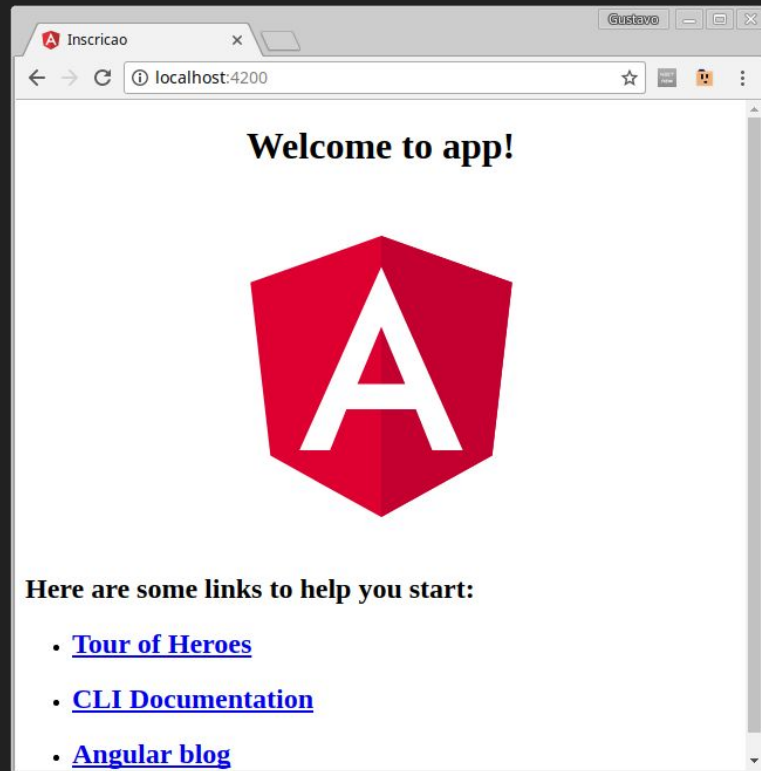 Gustavo
Inscricao
localhost:4200
Welcome to app!
A
Here are some links to help you start:
Tour of Heroes
CLI Documentation
Angular blog